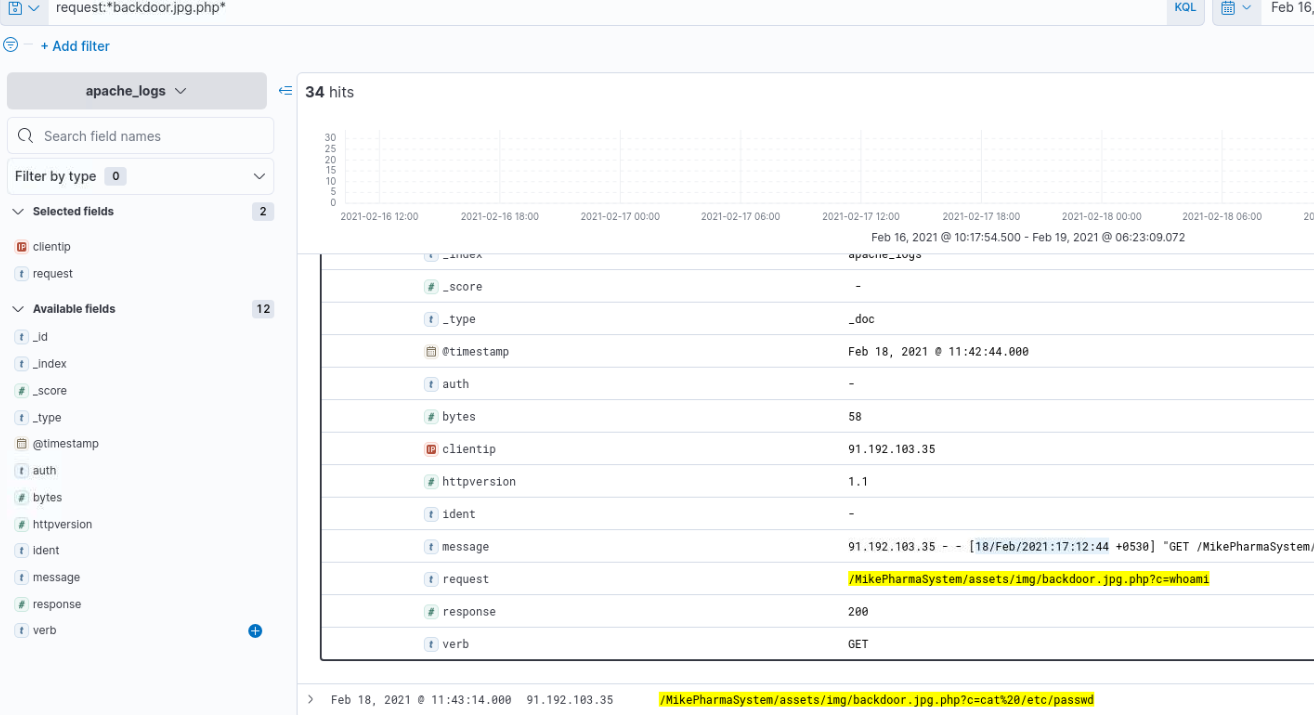 request:*backdoor.jpg.php*
KQL
Feb 16,
+ Add filter
apache_logs
34 hits
Search field names
Filter by type 0
Selected fields 2
clientip
request
Available fields 12
_id
_index
_score
_type
@timestamp
auth
bytes
httpversion
ident
message
response
verb
30
25
20
15
10
5
0
2021-02-16 12:00 2021-02-16 18:00 2021-02-17 00:00 2021-02-17 06:00 2021-02-17 12:00 2021-02-17 18:00 2021-02-18 00:00 2021-02-18 06:00 20
Feb 16, 2021 @ 10:17:54.500 - Feb 19, 2021 @ 06:23:09.072
_index apache_logs
_score -
_type _doc
@timestamp Feb 18, 2021 @ 11:42:44.000
auth -
bytes 58
clientip 91.192.103.35
httpversion 1.1
ident -
message 91.192.103.35 - - [18/Feb/2021:17:12:44 +0530] "GET /MikePharmaSystem/
request /MikePharmaSystem/assets/img/backdoor.jpg.php?c=whoami
response 200
verb GET
Feb 18, 2021 @ 11:43:14.000 91.192.103.35 /MikePharmaSystem/assets/img/backdoor.jpg.php?c=cat%20/etc/passwd